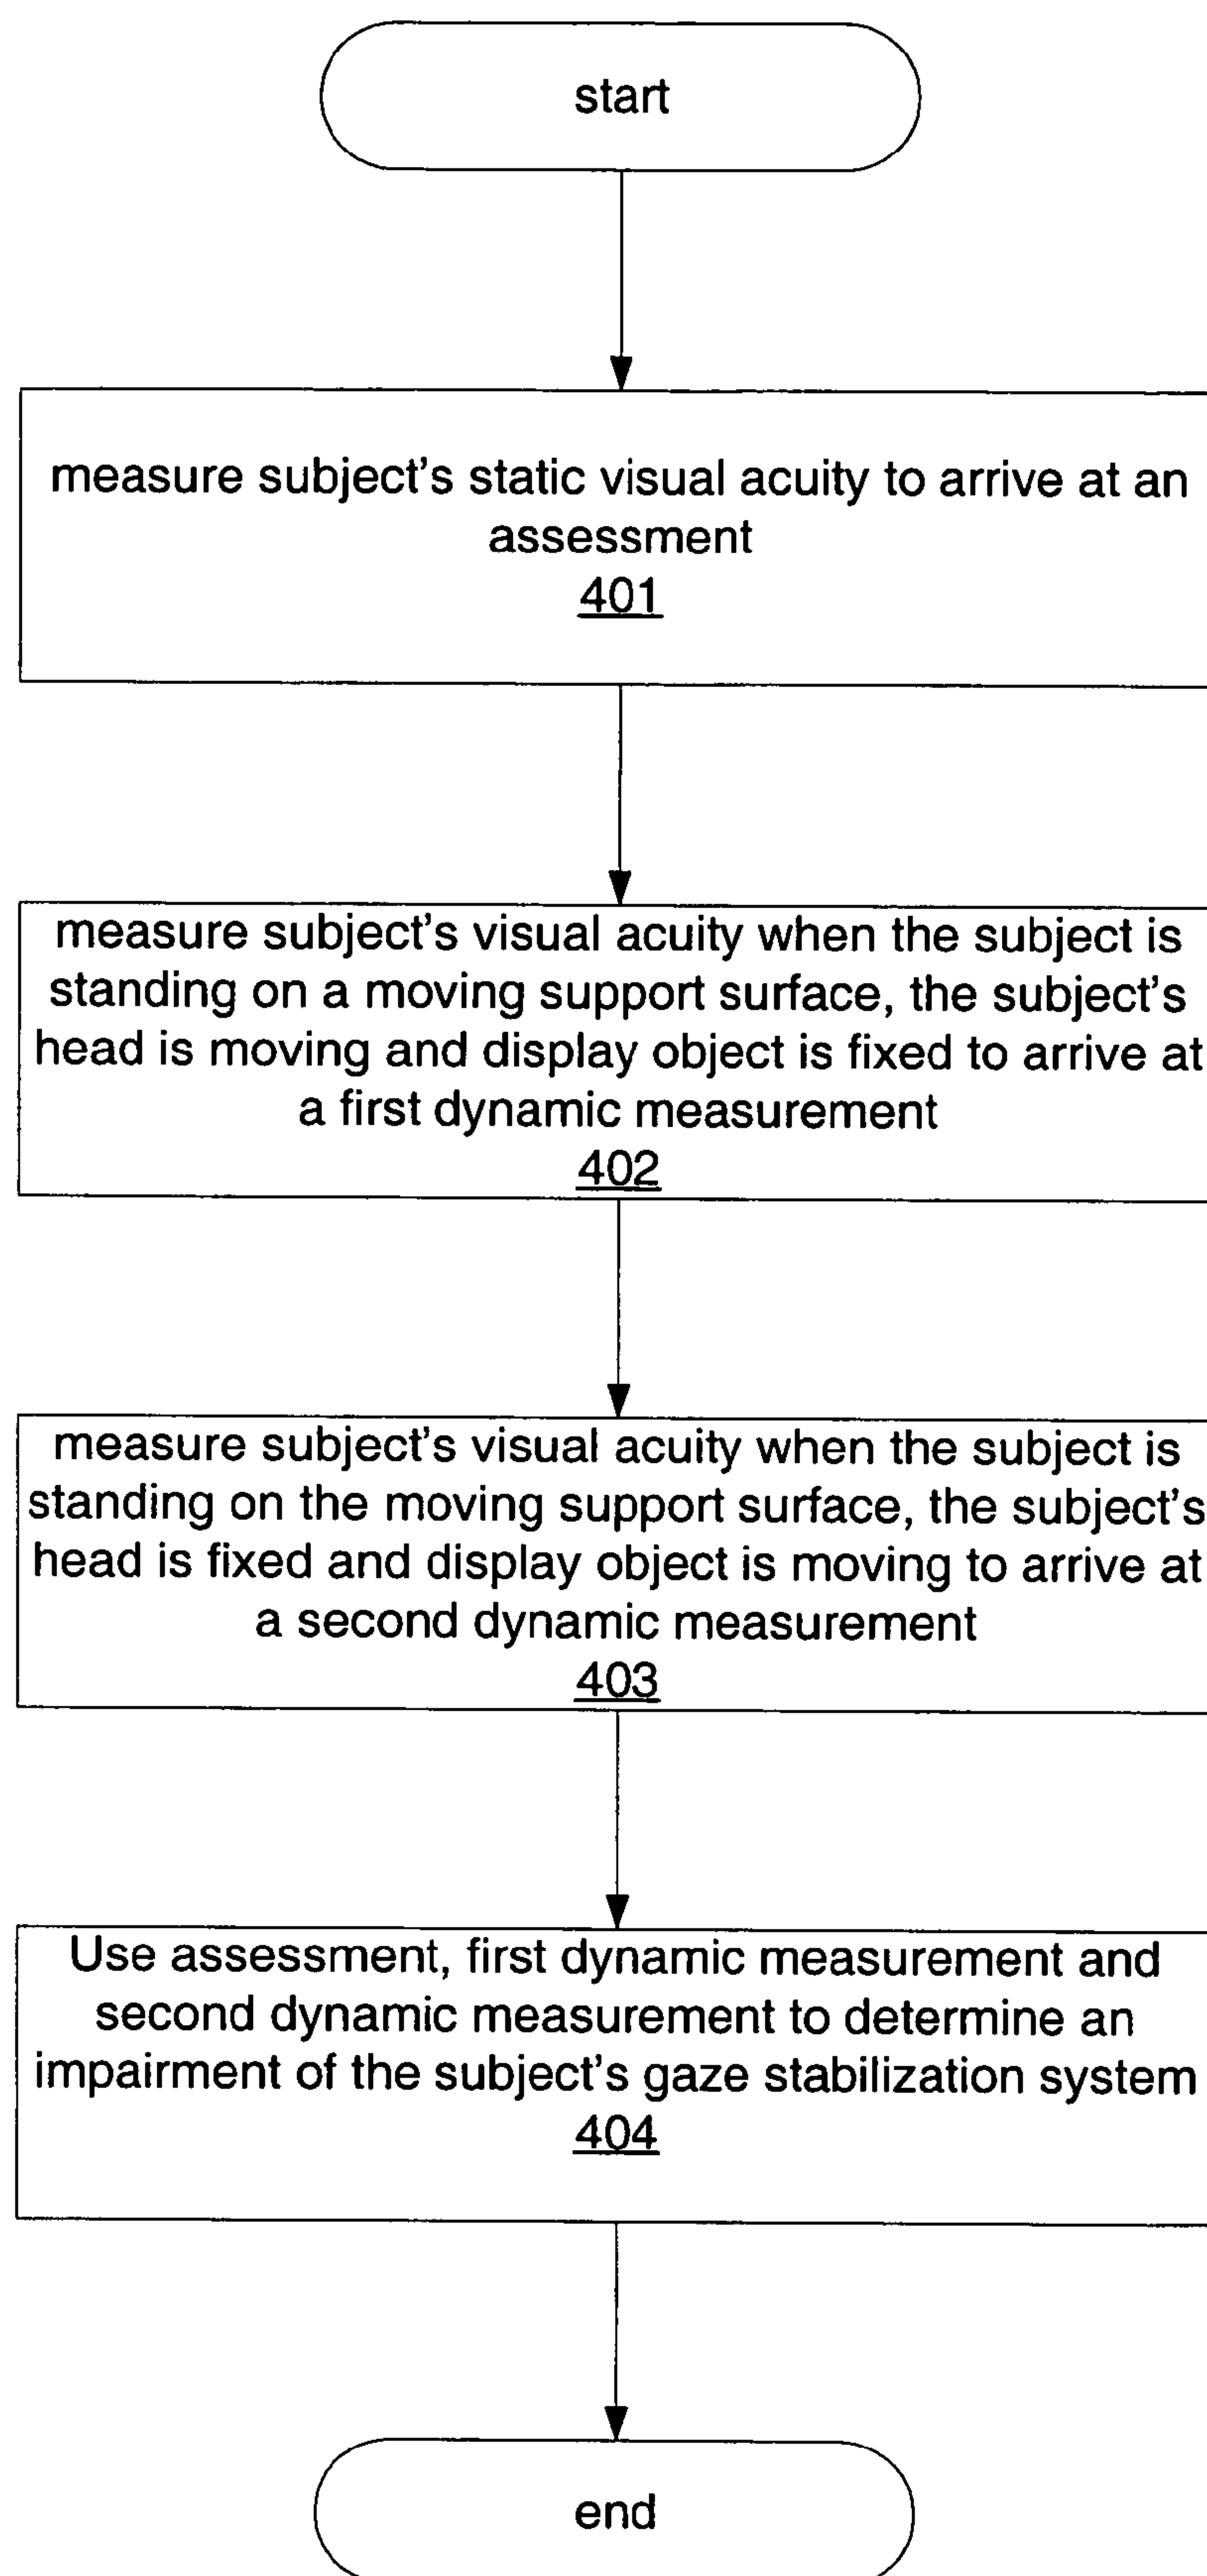 start
measure subject's static visual acuity to arrive at an
assessment
401
measure subject's visual acuity when the subject is
standing on a moving support surface, the subject's
head is moving and display object is fixed to arrive at
a first dynamic measurement
402
measure subject's visual acuity when the subject is
standing on the moving support surface, the subject's
head is fixed and display object is moving to arrive at
a second dynamic measurement
403
Use assessment, first dynamic measurement and
second dynamic measurement to determine an
impairment of the subject's gaze stabilization system
404
end